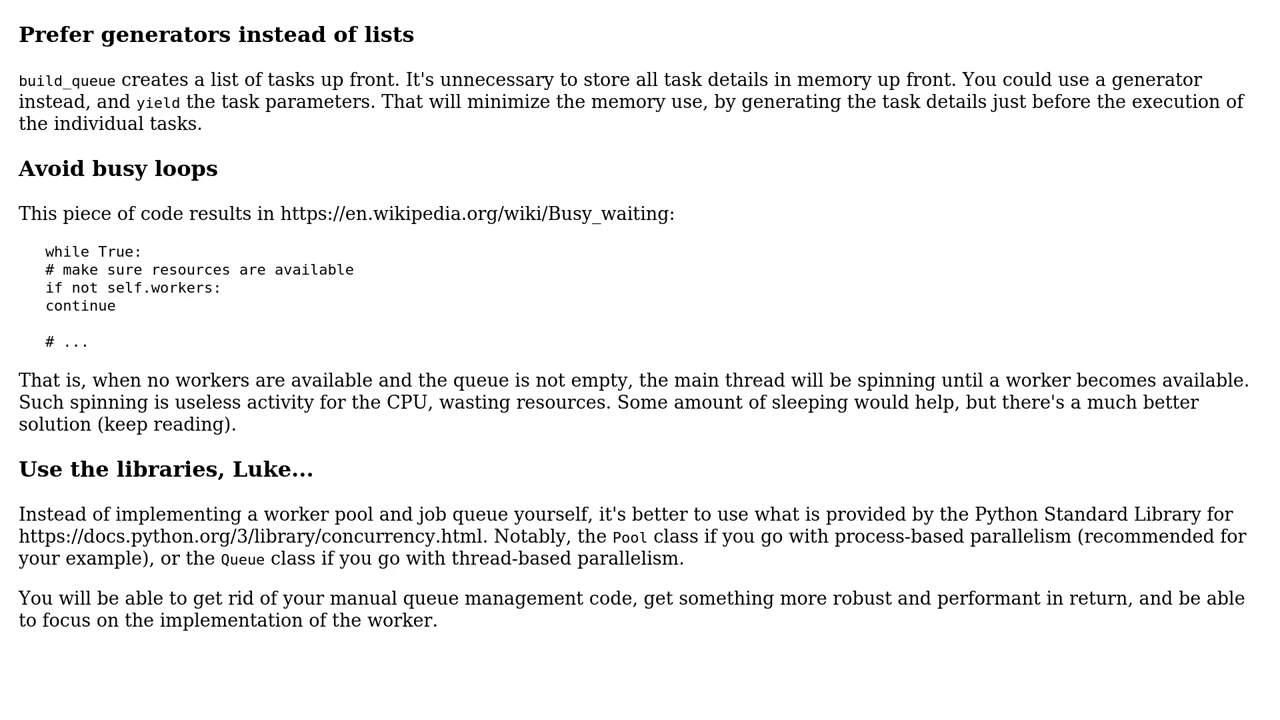 Prefer generators instead of lists
build_queue creates a list of tasks up front. It's unnecessary to store all task details in memory up front. You could use a generator
instead, and yield the task parameters. That will minimize the memory use, by generating the task details just before the execution of
the individual tasks.
Avoid busy loops
This piece of code results in https://en.wikipedia.org/wiki/Busy_waiting:
while True:
# make sure resources are available
if not self.workers:
continue
# ...
That is, when no workers are available and the queue is not empty, the main thread will be spinning until a worker becomes available.
Such spinning is useless activity for the CPU, wasting resources. Some amount of sleeping would help, but there's a much better
solution (keep reading).
Use the libraries, Luke...
Instead of implementing a worker pool and job queue yourself, it's better to use what is provided by the Python Standard Library for
https://docs.python.org/3/library/concurrency.html. Notably, the Pool class if you go with process-based parallelism (recommended for
your example), or the Queue class if you go with thread-based parallelism.
You will be able to get rid of your manual queue management code, get something more robust and performant in return, and be able
to focus on the implementation of the worker.